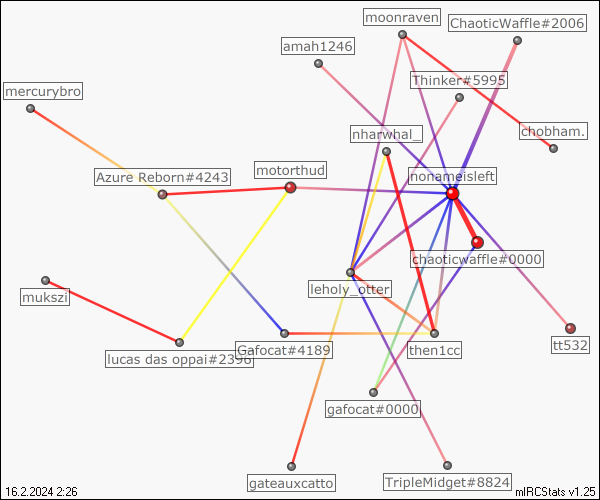 moonraven
ChaoticWaffle#2006
amah1246
Thinker#5995
mercurybro
nharwhal_
chobham.
motorthud
Azure Reborn#4243
nonameisleft
chaoticwaffle#0000
leholy_otter
mukszi
tt532
lucas das oppai#2396
Gafocat#4189
then1cc
gafocat#0000
gateauxcatto
TripleMidget#8824
16.2.2024 2:26
mIRCStats v1.25